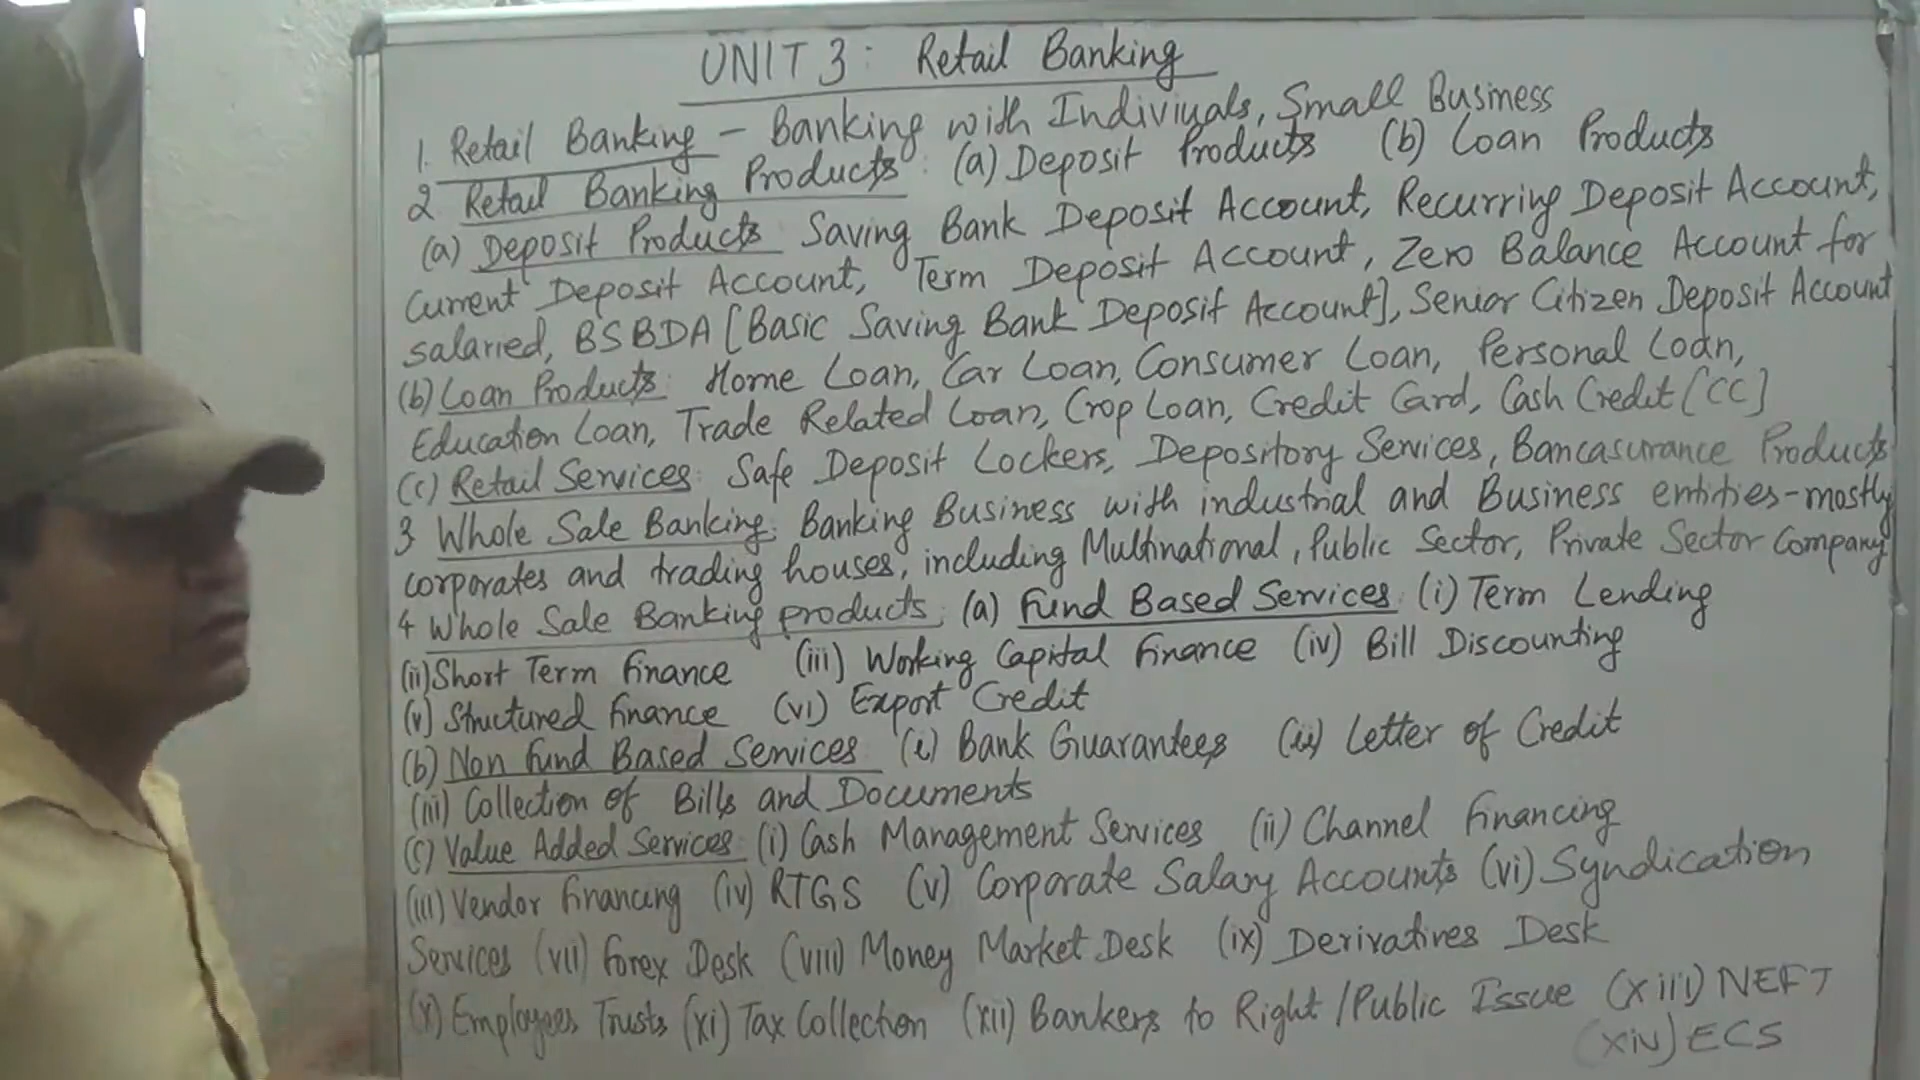 UNIT 3: Retail Banking
1. Retail Banking - Banking with Indiviuals, Small Business
2 Retail Banking Products: (a) Deposit Products (b) Loan Products
(a) Deposit Products Saving Bank Deposit Account, Recurring Deposit Account,
Current Deposit Account, Term Deposit Account, Zero Balance Account for
salaried, BSBDA [Basic Saving Bank Deposit Account], Senior Citizen Deposit Account
(b) Loan Products: Home Loan, Car Loan, Consumer Loan, Personal Loan,
Education Loan, Trade Related Loan, Crop Loan, Credit Card, Cash Credit [CC]
(c) Retail Services: Safe Deposit Lockers, Depository Services, Bancasurance Products
3 Whole Sale Banking: Banking Business with industrial and Business entities-mostly
corporates and trading houses, including Multinational, Public Sector, Private Sector Company
4 Whole Sale Banking products: (a) Fund Based Services (i) Term Lending
(ii) Short Term finance (iii) Working Capital finance (iv) Bill Discounting
(v) Structured finance (vi) Export Credit
(b) Non fund Based Services (i) Bank Guarantees (ii) Letter of Credit
(iii) Collection of Bills and Documents
(c) Value Added Services: (i) Cash Management Services (ii) Channel financing
(iii) Vendor financing (iv) RTGS (v) Corporate Salary Accounts (vi) Syndication
Services (vii) forex Desk (viii) Money Market Desk (ix) Derivatives Desk
(x) Employees Trusts (xi) Tax Collection (xii) Bankers to Right/Public Issue (xiii) NEFT
(xiv) ECS